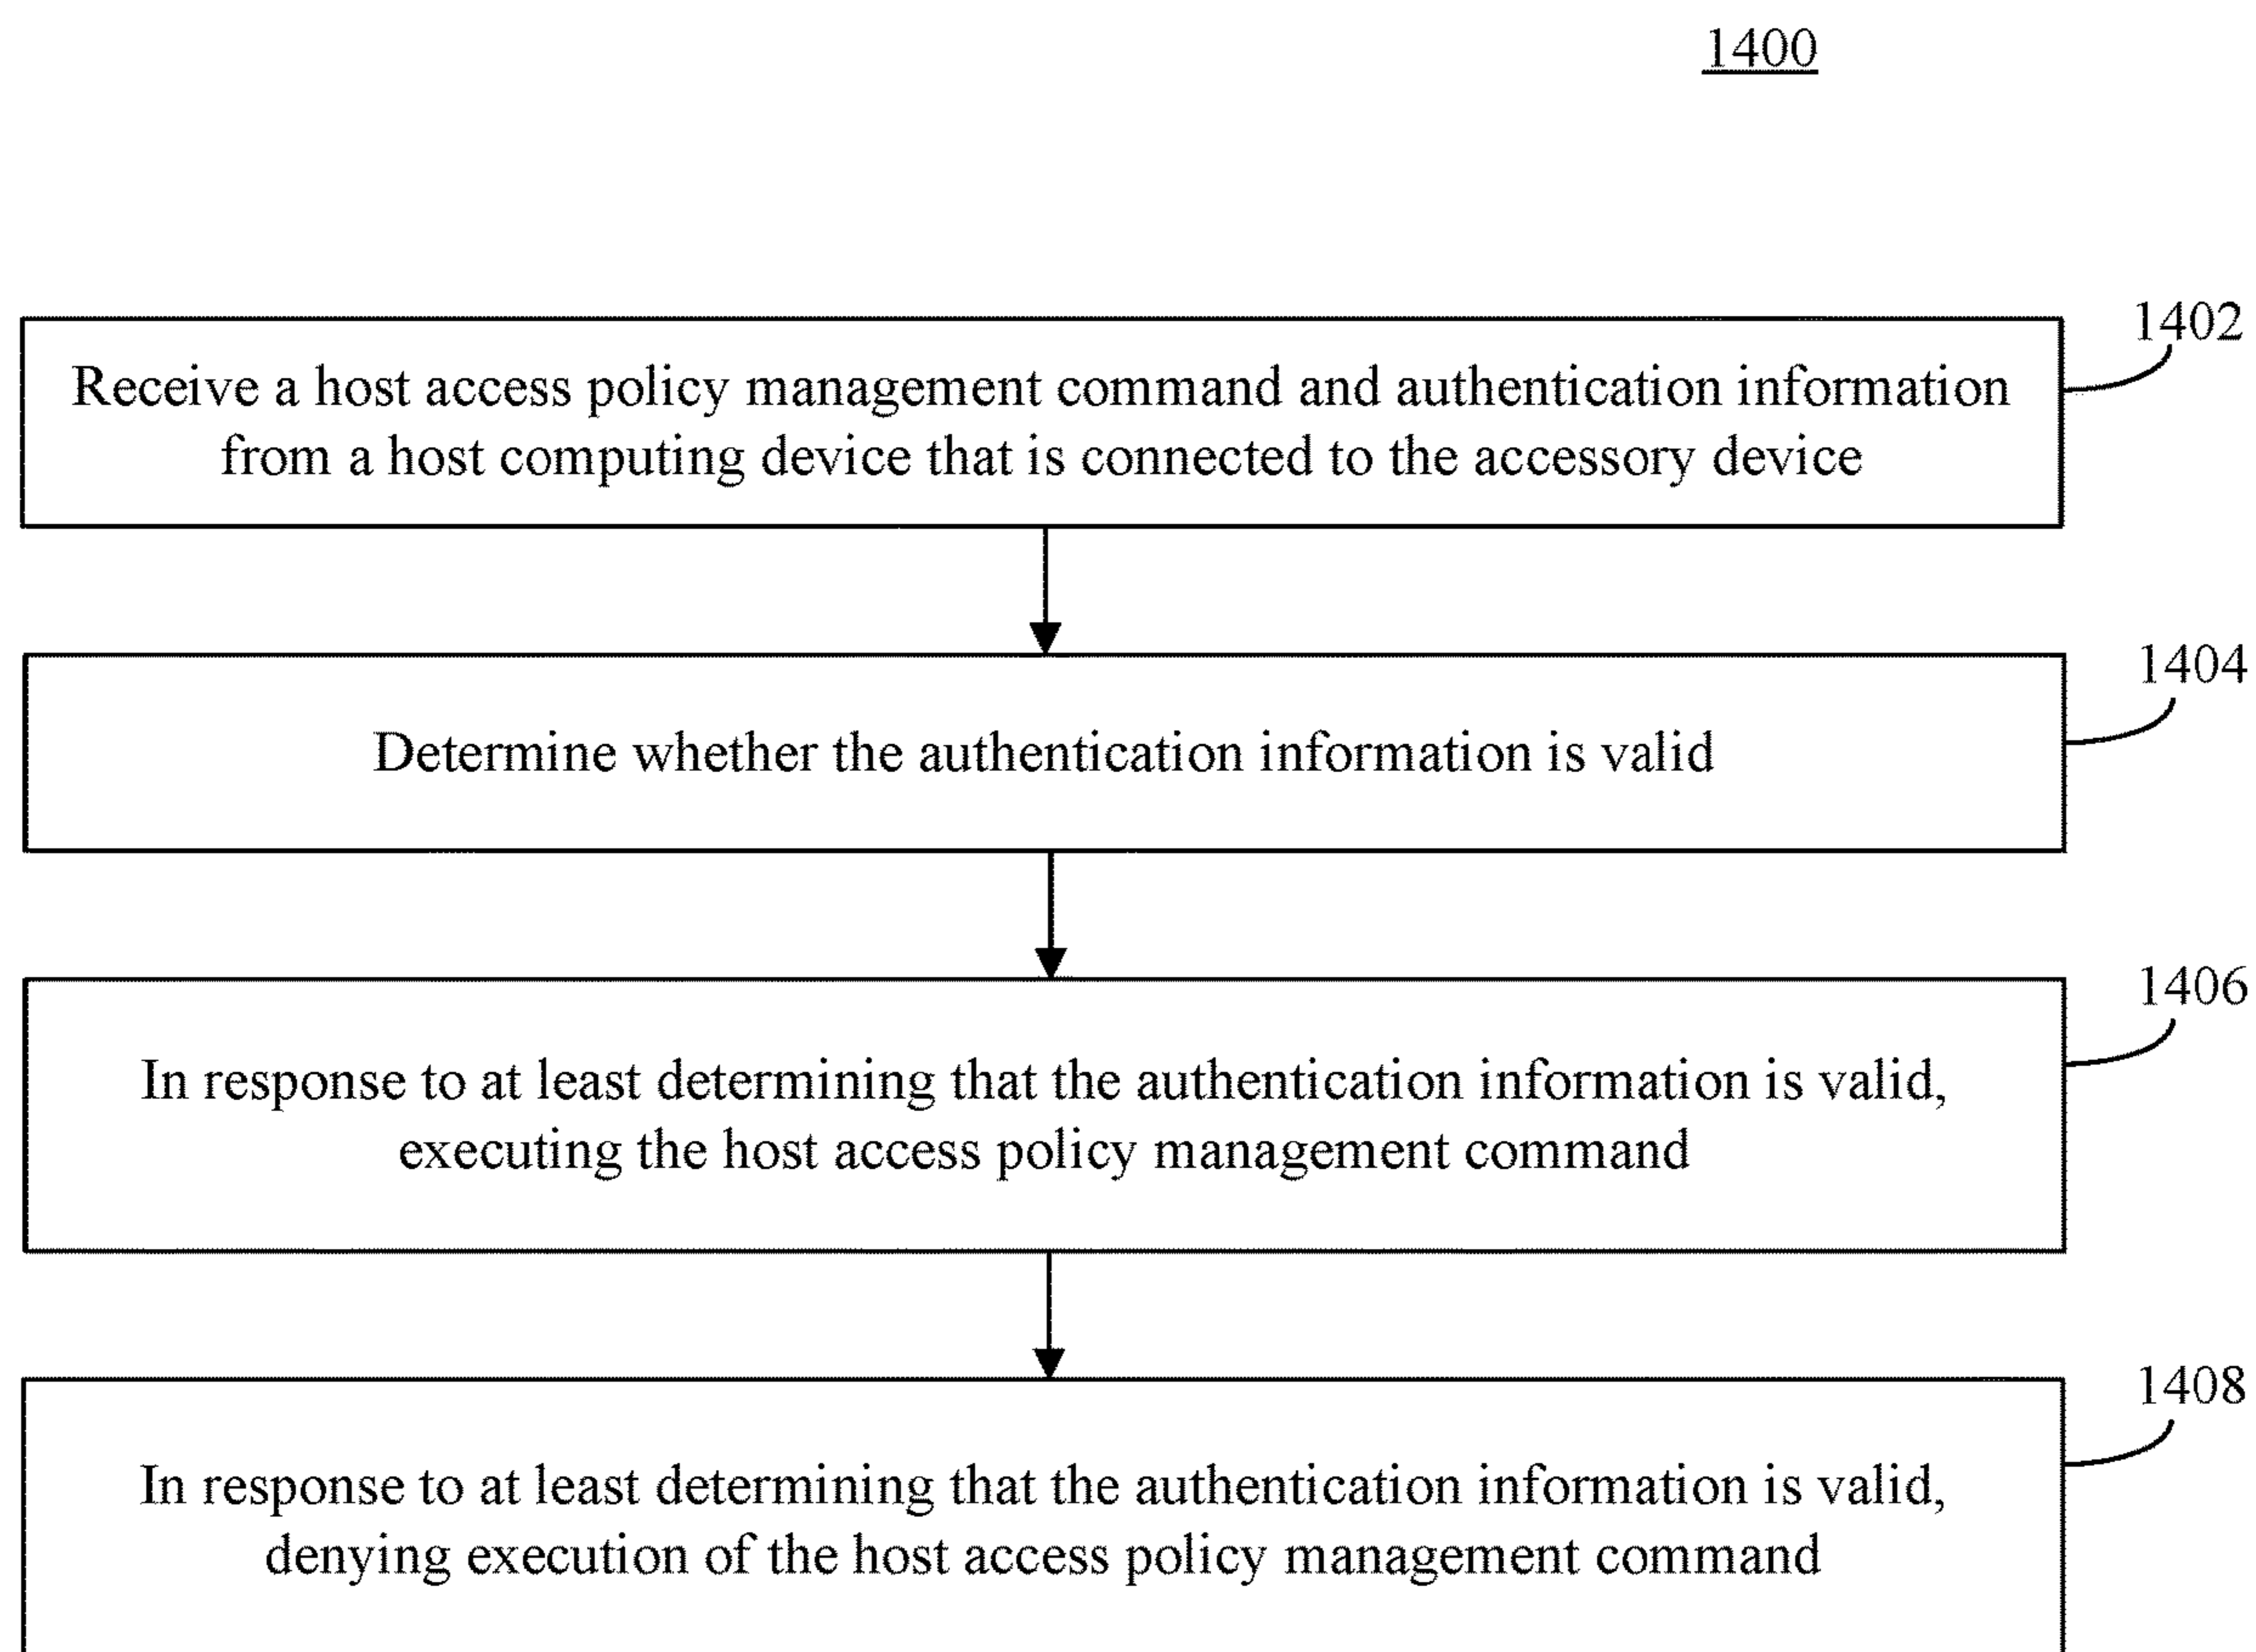 1400
1402
Receive a host access policy management command and authentication information
from a host computing device that is connected to the accessory device
1404
Determine whether the authentication information is valid
1406
In response to at least determining that the authentication information is valid,
executing the host access policy management command
1408
In response to at least determining that the authentication information is valid,
denying execution of the host access policy management command